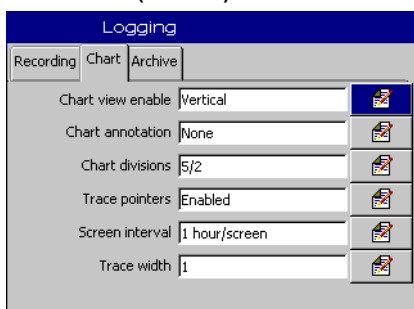 Logging
Recording Chart Archive
Chart view enable Vertical
Chart annotation None
Chart divisions 5/2
Trace pointers Enabled
Screen interval 1 hour/screen
Trace width 1